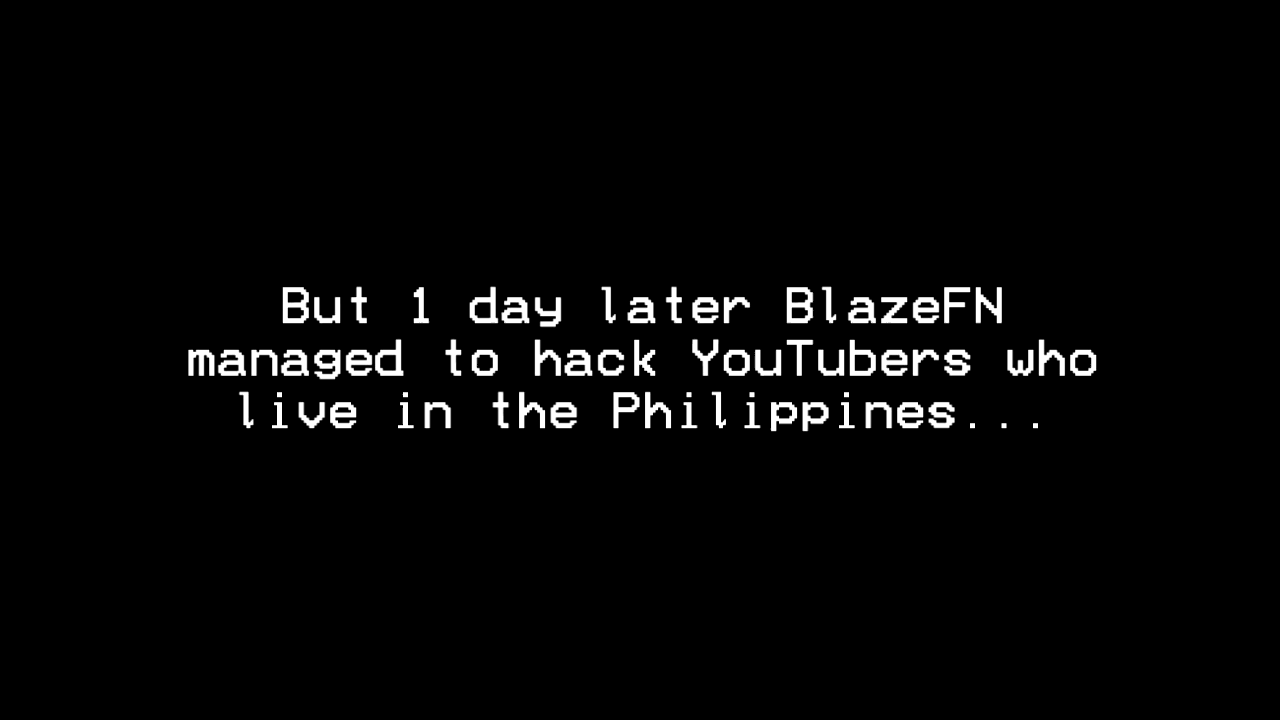 But 1 day later BlazeFN
managed to hack YouTubers who
live in the Philippines...